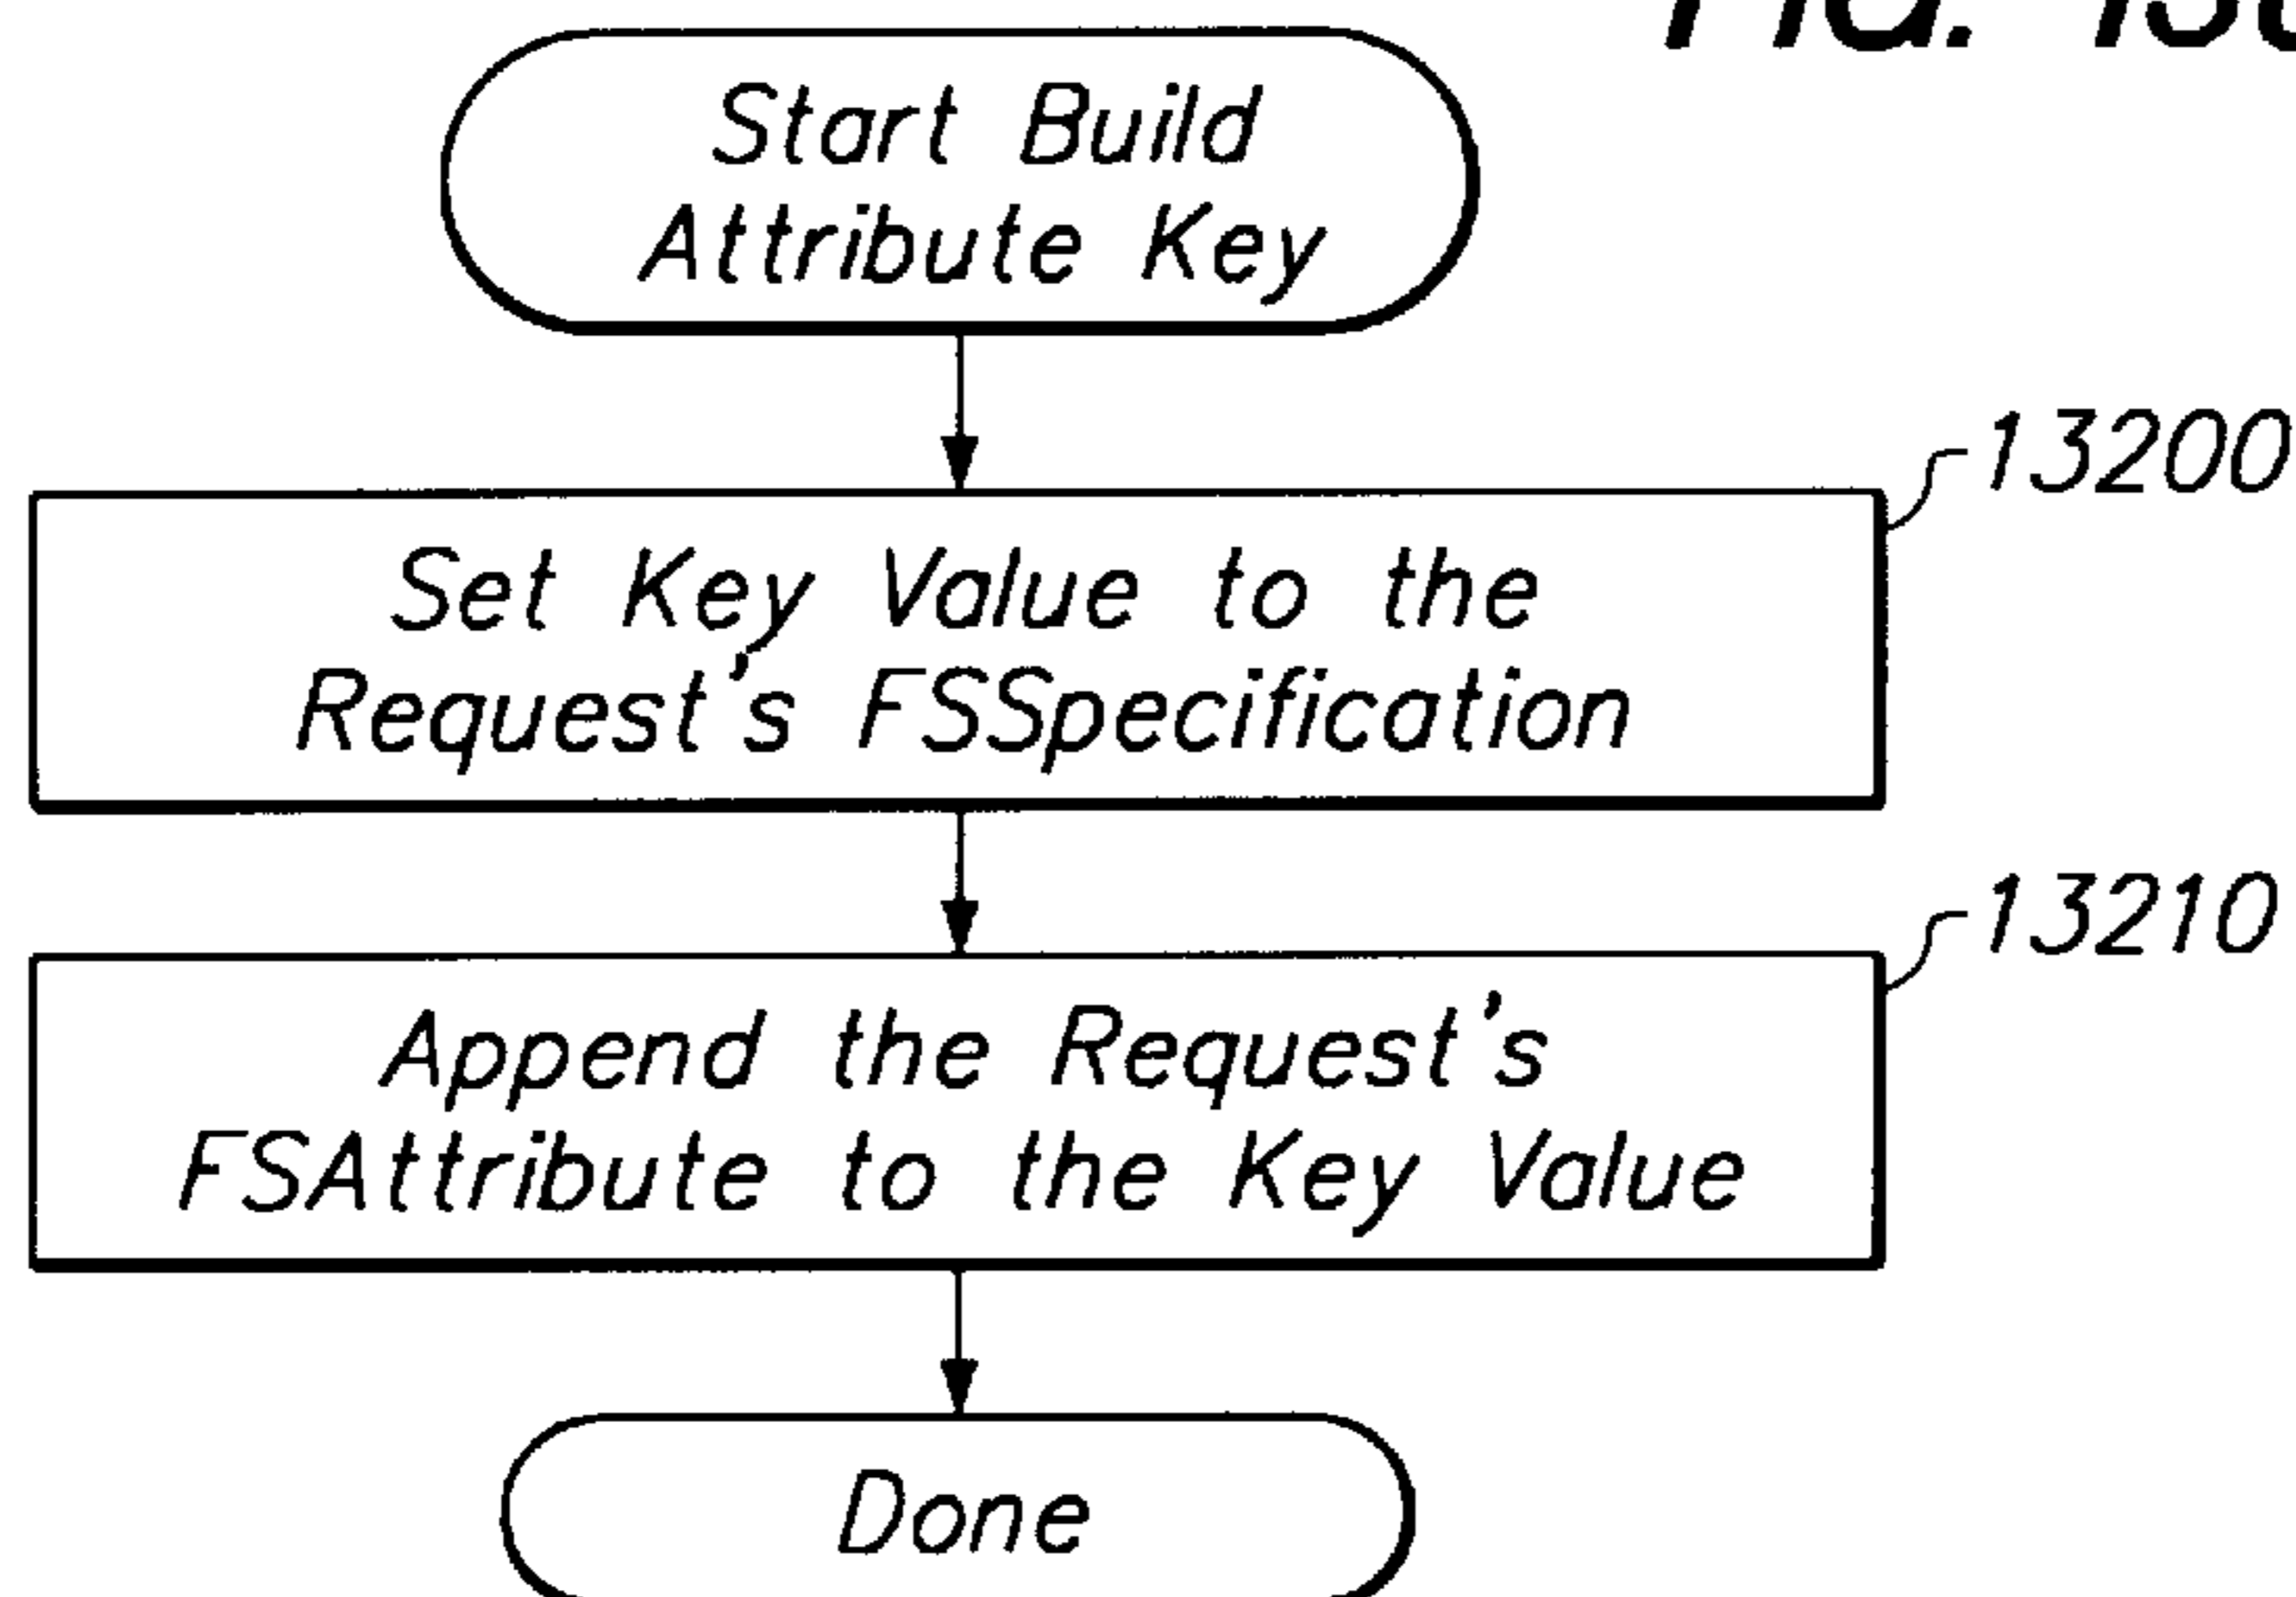 Start Build
Attribute Key
13200
Set Key Value to the
Request's FSSpecification
13210
Append the Request's
FSAttribute to the Key Value
Done